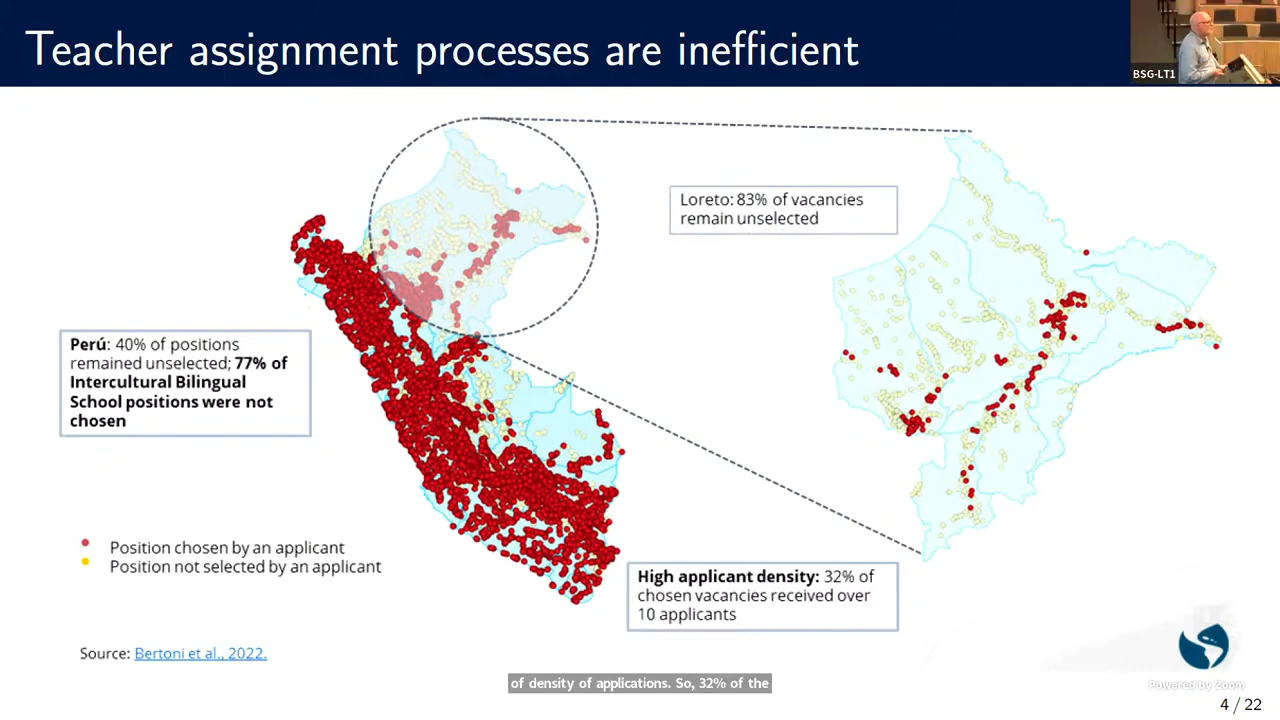 Teacher assignment processes are inefficient
BSG-LT1
Loreto: 83% of vacancies
remain unselected
Perú: 40% of positions
remained unselected; 77% of
Intercultural Bilingual
School positions were not
chosen
Position chosen by an applicant
Position not selected by an applicant
High applicant density: 32% of
chosen vacancies received over
10 applicants
Source: Bertoni et al., 2022.
of density of applications. So, 32% of the
Powered by Zoom
4 / 22